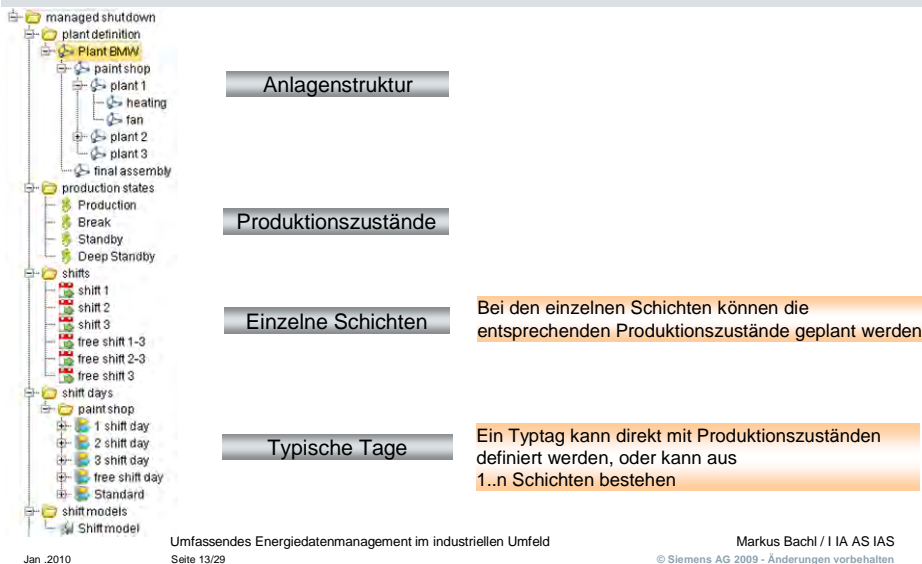 managed shutdown
plant definition
Plant BMW
paint shop
plant 1
heating
fan
plant 2
plant 3
final assembly
production states
Production
Break
Standby
Deep Standby
shifts
shift 1
shift 2
shift 3
free shift 1-3
free shift 2-3
free shift 3
shift days
paint shop
1 shift day
2 shift day
3 shift day
free shift day
Standard
shift models
Shift model
Anlagenstruktur
Produktionszustände
Einzelne Schichten
Bei den einzelnen Schichten können die
entsprechenden Produktionszustände geplant werden
Typische Tage
Ein Typtag kann direkt mit Produktionszuständen
definiert werden, oder kann aus
1..n Schichten bestehen
Umfassendes Energiedatenmanagement im industriellen Umfeld
Markus Bachl / I IA AS IAS
Jan .2010
Seite 13/29
© Siemens AG 2009 - Änderungen vorbehalten